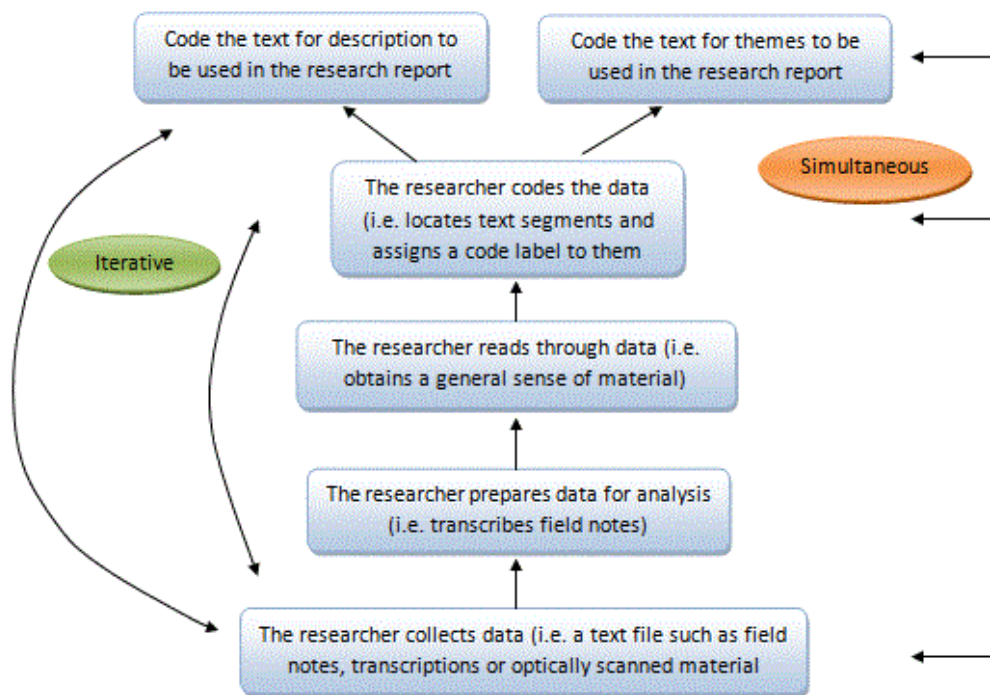 Code the text for description to
be used in the research report
Code the text for themes to be
used in the research report
Simultaneous
The researcher codes the data
(i.e. locates text segments and
assigns a code label to them
Iterative
The researcher reads through data (i.e.
obtains a general sense of material)
The researcher prepares data for analysis
(i.e. transcribes field notes)
The researcher collects data (i.e. a text file such as field
notes, transcriptions or optically scanned material